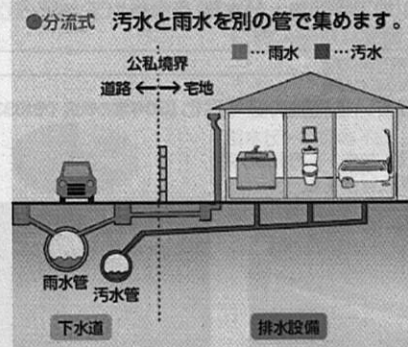 ●分流式 汚水と雨水を別の管で集めます。
■…雨水 ■…汚水
公私境界
道路←→宅地
雨水管
汚水管
下水道
排水設備